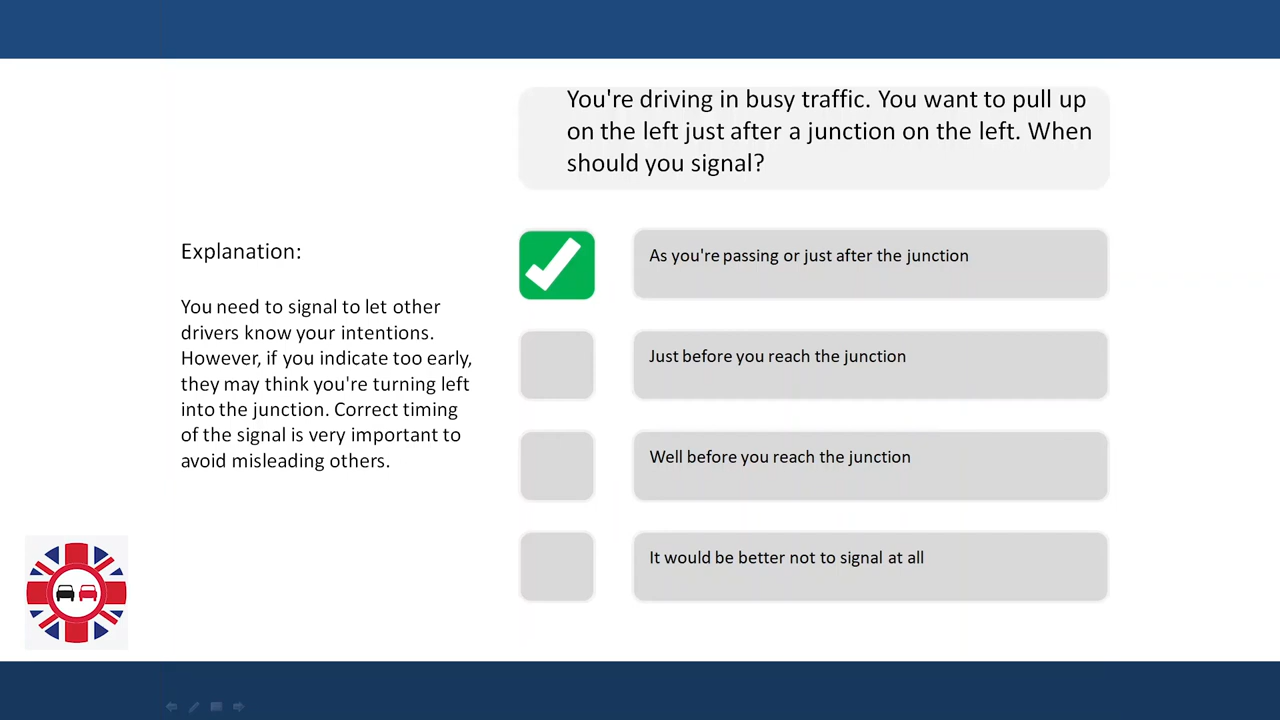 You're driving in busy traffic. You want to pull up
on the left just after a junction on the left. When
should you signal?
Explanation:
You need to signal to let other
drivers know your intentions.
However, if you indicate too early,
they may think you're turning left
into the junction. Correct timing
of the signal is very important to
avoid misleading others.
As you're passing or just after the junction
Just before you reach the junction
Well before you reach the junction
It would be better not to signal at all